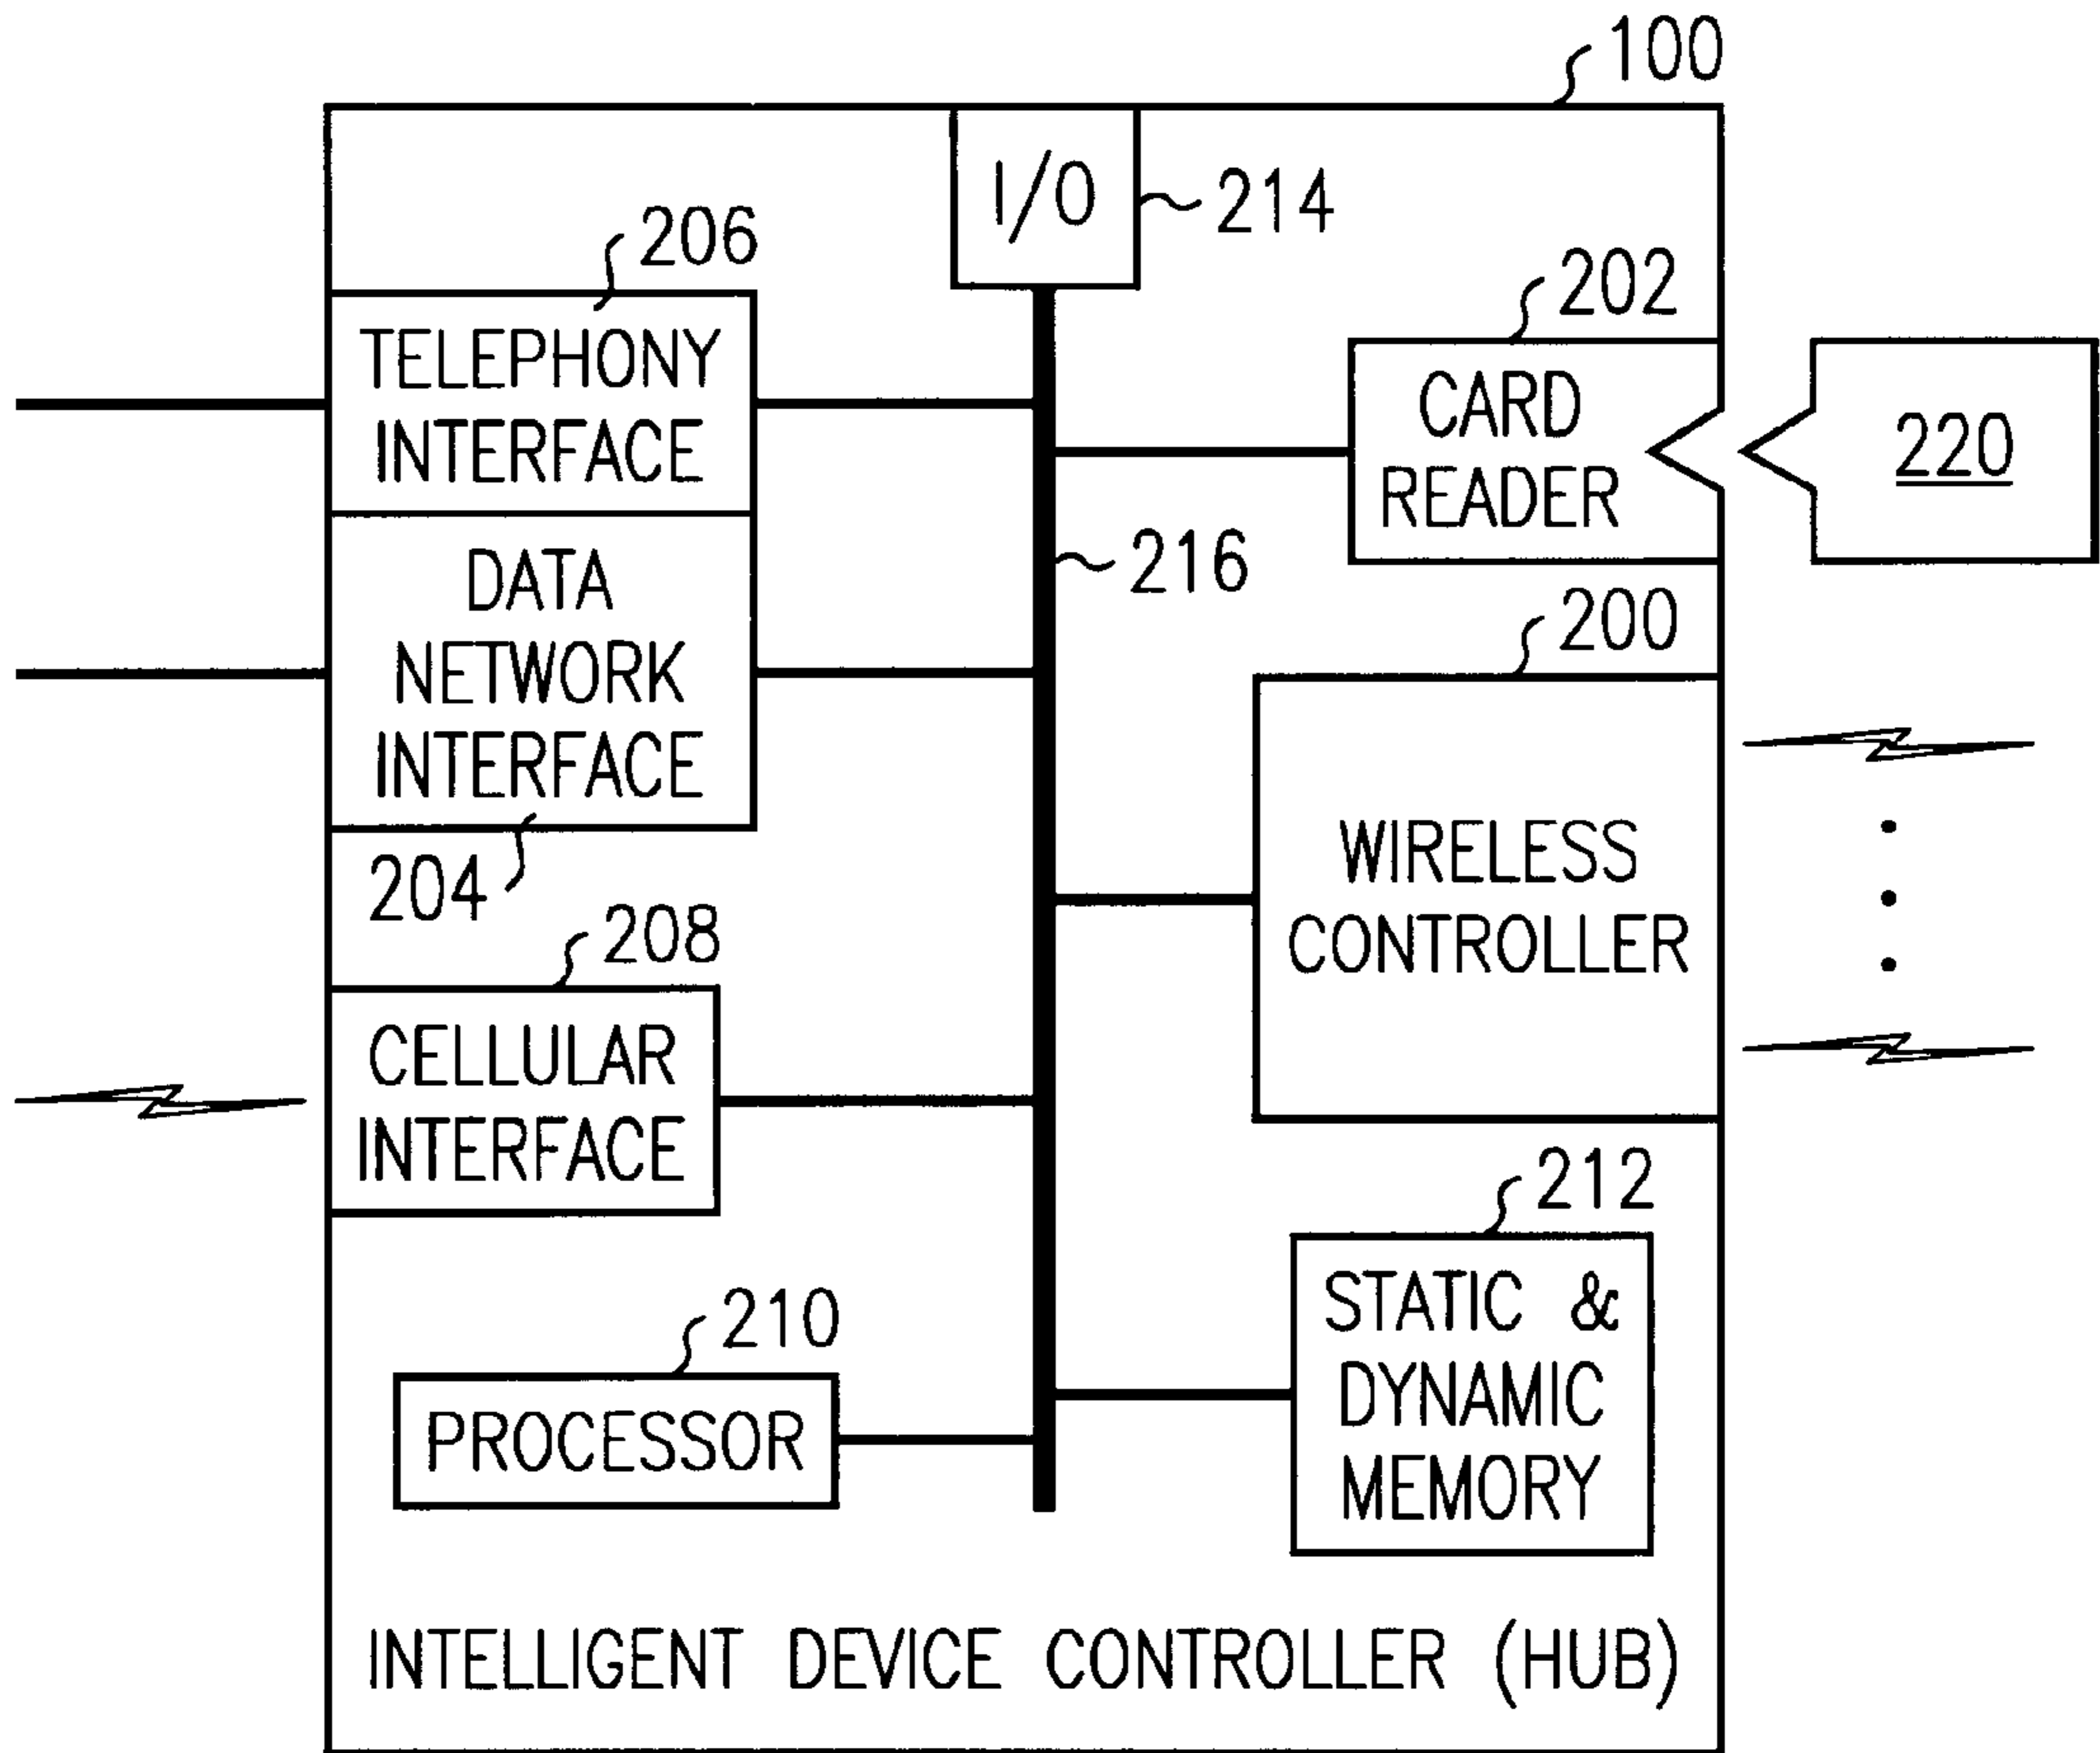 100
I/O
214
206
202
TELEPHONY
INTERFACE
CARD
READER
220
216
DATA
NETWORK
INTERFACE
204
200
WIRELESS
CONTROLLER
208
CELLULAR
INTERFACE
212
STATIC &
DYNAMIC
MEMORY
210
PROCESSOR
INTELLIGENT DEVICE CONTROLLER (HUB)